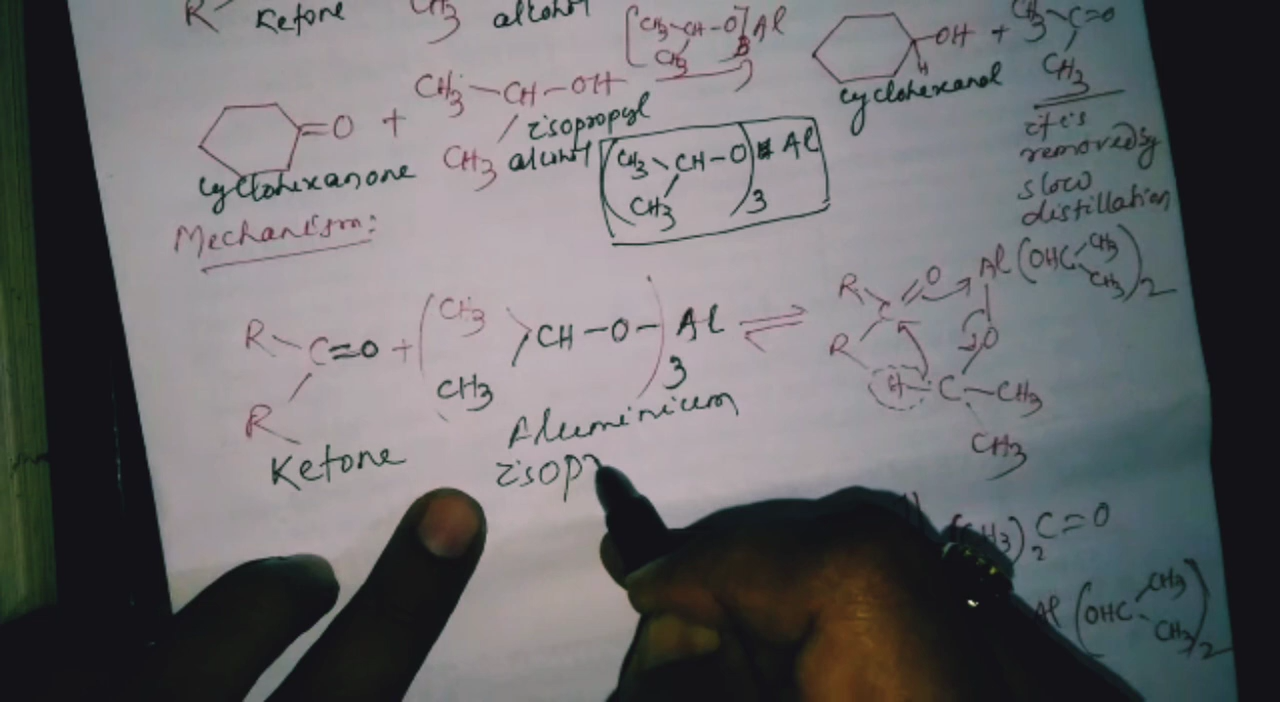 R Ketone CH3 alcohol [CH3 CH-O]3 Al CH3 OH + CH3 C=O
H CH3
=O + CH3 CH-OH cyclohexanol
cyclohexanone CH3 isopropyl alcohol (CH3 CH-O)3 Al CH3
it is
removed by
slow
distillation
Mechanism:
R C=O + (CH3 CH-O-)3 Al ⇌ R C=O Al (OHC CH3 CH3)2
R CH3 R H-C-CH3 O
CH3
Ketone Aluminium
isop
(CH3)2 C=O
Al (OHC CH3 CH3)2